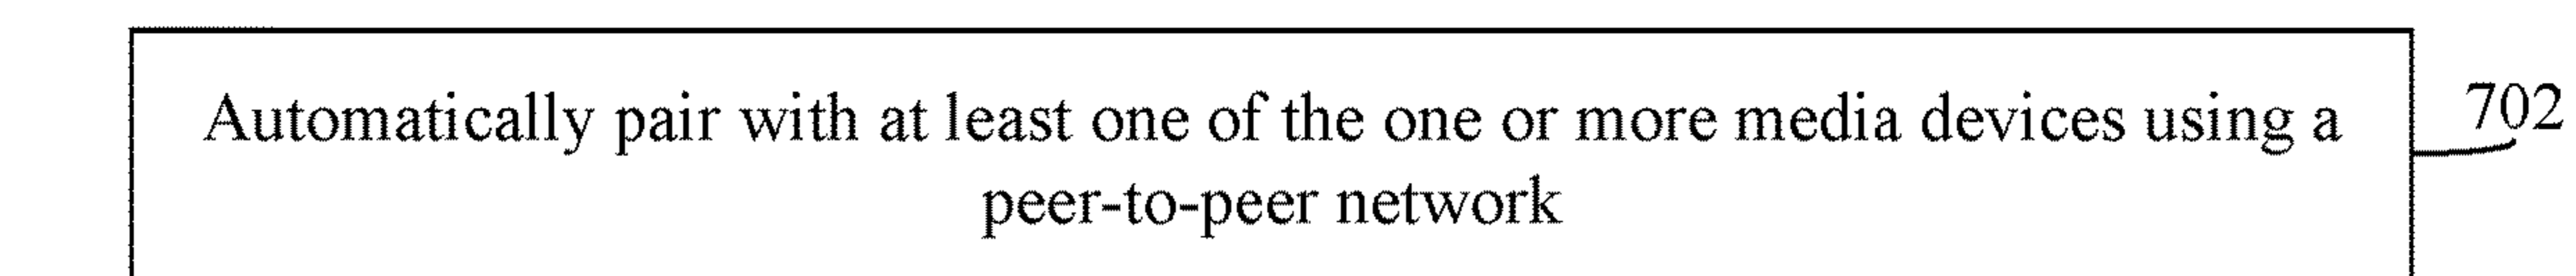 Automatically pair with at least one of the one or more media devices using a
702
peer-to-peer network